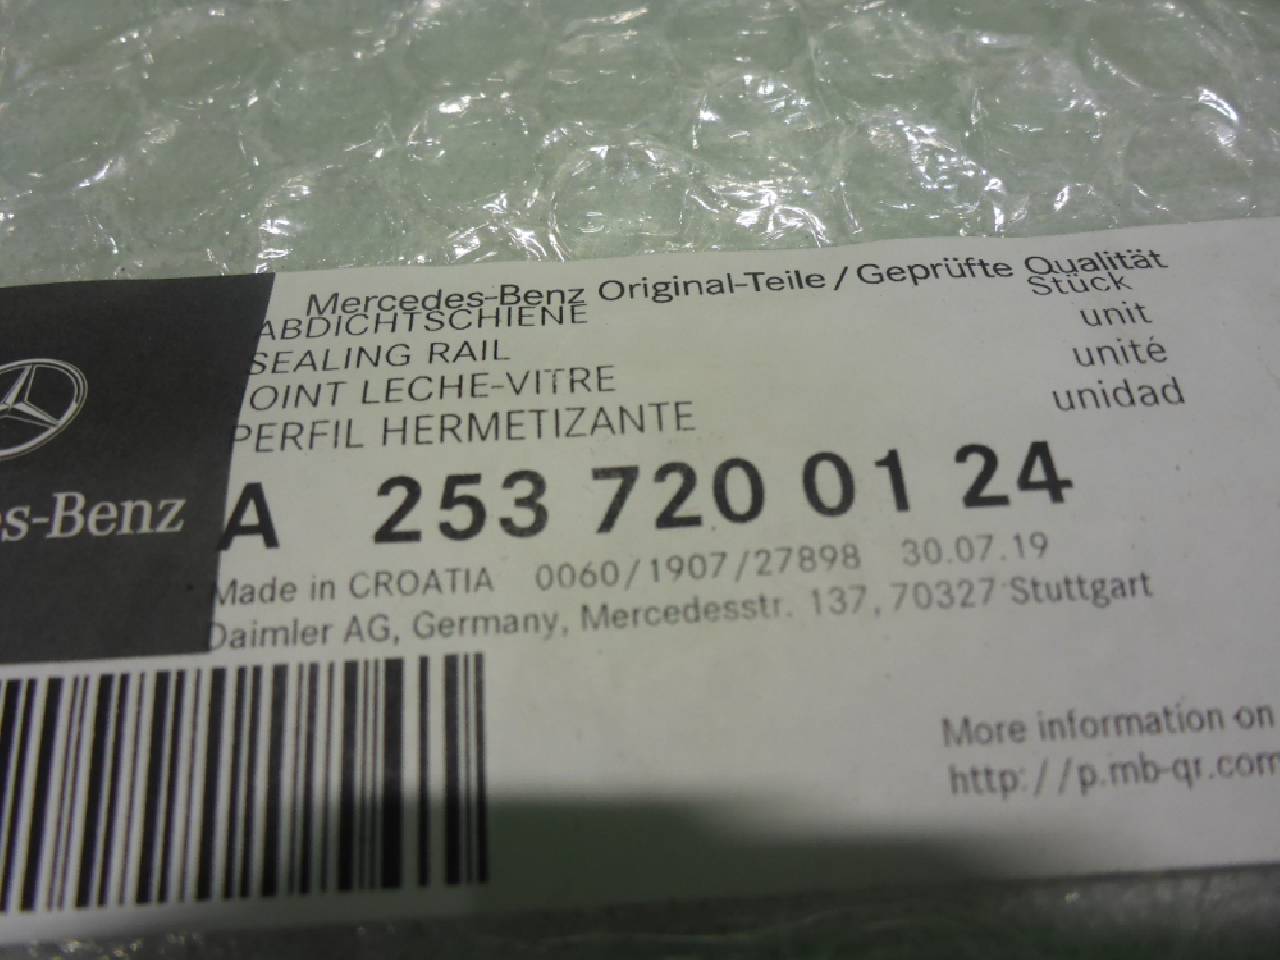 Mercedes-Benz Original-Teile / Geprüfte Qualität
ABDICHTSCHIENE Stück
SEALING RAIL unit
JOINT LECHE-VITRE unité
PERFIL HERMETIZANTE unidad
s-Benz
A 253 720 01 24
Made in CROATIA 0060/1907/27898 30.07.19
Daimler AG, Germany, Mercedesstr. 137, 70327 Stuttgart
More information on
http://p.mb-qr.com